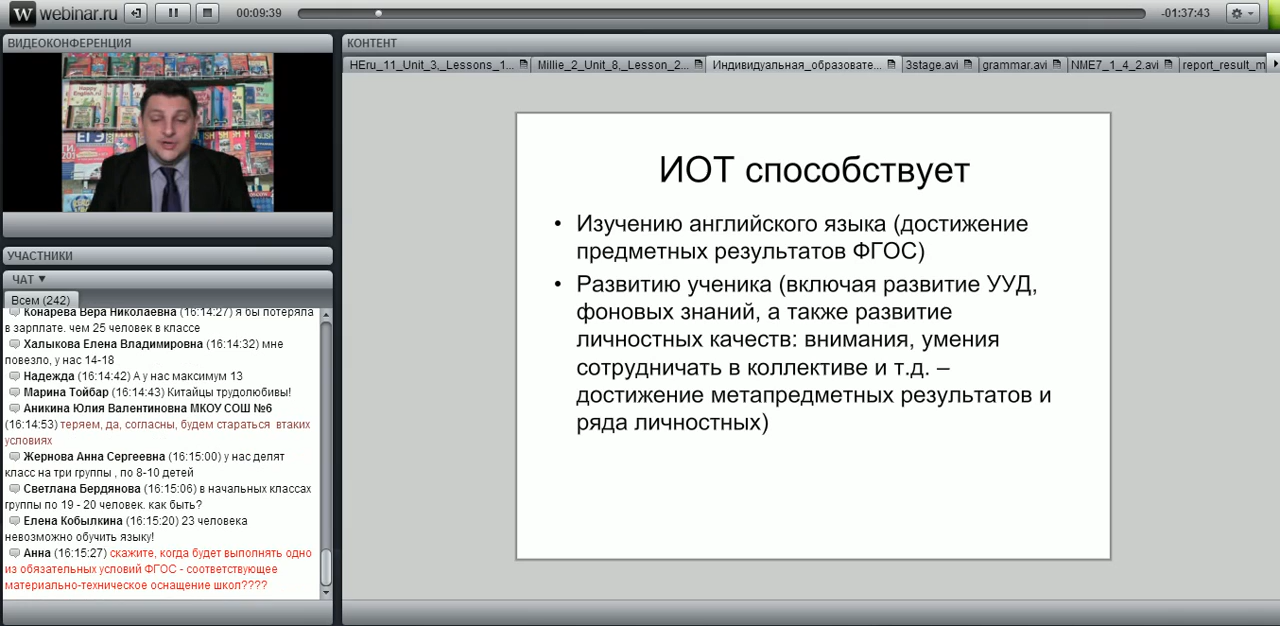 W webinar.ru
00:09:39
-01:37:43
ВИДЕОКОНФЕРЕНЦИЯ
Happy English.ru
ЕГЭ
УЧАСТНИКИ
ЧАТ ▼
Всем (242)
Конарева Вера Николаевна (16:14:27) я бы потеряла
в зарплате. чем 25 человек в классе
Халыкова Елена Владимировна (16:14:32) мне
повезло, у нас 14-18
Надежда (16:14:42) А у нас максимум 13
Марина Тойбар (16:14:43) Китайцы трудолюбивы!
Аникина Юлия Валентиновна МКОУ СОШ №6
(16:14:53) теряем, да, согласны, будем стараться втаких
условиях
Жернова Анна Сергеевна (16:15:00) у нас делят
класс на три группы , по 8-10 детей
Светлана Бердянова (16:15:06) в начальных классах
группы по 19 - 20 человек. как быть?
Елена Кобылкина (16:15:20) 23 человека
невозможно обучить языку!
Анна (16:15:27) скажите, когда будет выполнять одно
из обязательных условий ФГОС - соответствующее
материально-техническое оснащение школ????
КОНТЕНТ
HEru_11_Unit_3,_Lessons_1... Millie_2_Unit_8,_Lesson_2... Индивидуальная_образовате... 3stage.avi grammar.avi NME7_1_4_2.avi report_result_m
ИОТ способствует
• Изучению английского языка (достижение
предметных результатов ФГОС)
• Развитию ученика (включая развитие УУД,
фоновых знаний, а также развитие
личностных качеств: внимания, умения
сотрудничать в коллективе и т.д. –
достижение метапредметных результатов и
ряда личностных)